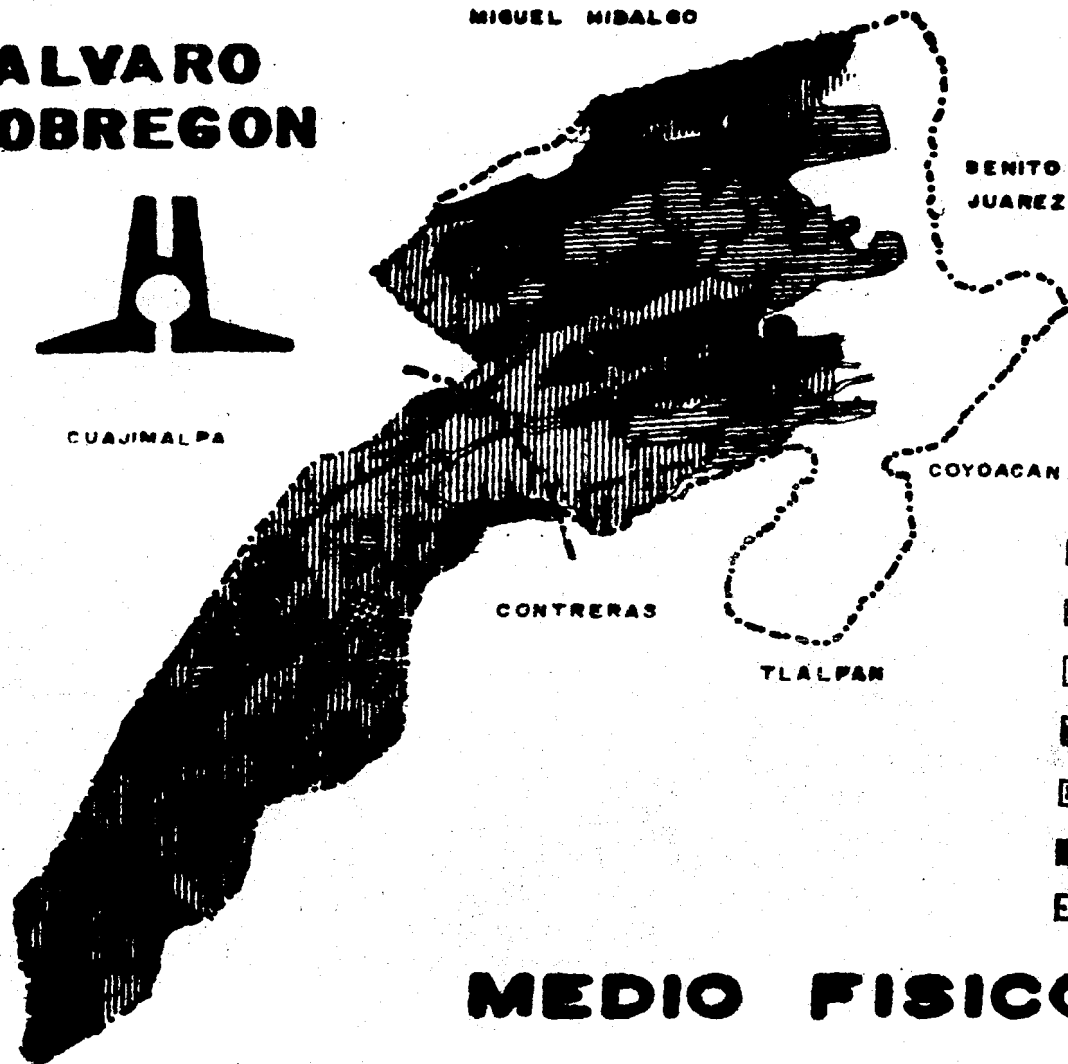 MIGUEL HIDALGO
ALVARO
OBREGON
BENITO
JUAREZ
CUAJIMALPA
COYOACAN
CONTRERAS
TLALPAN
MEDIO FISICO